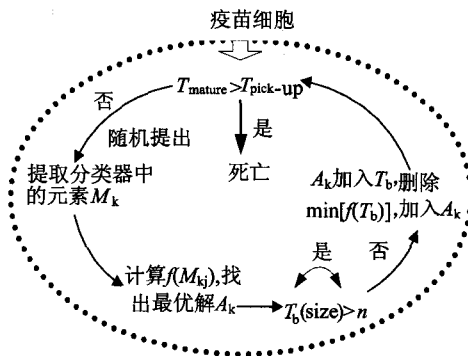 疫苗细胞
T_mature>T_pick-up
否
随机提出
是
死亡
提取分类器中
的元素M_k
A_k加入T_b,删除
min[f(T_b)],加入A_k
是
否
计算f(M_kj),找
出最优解A_k
T_b(size)>n